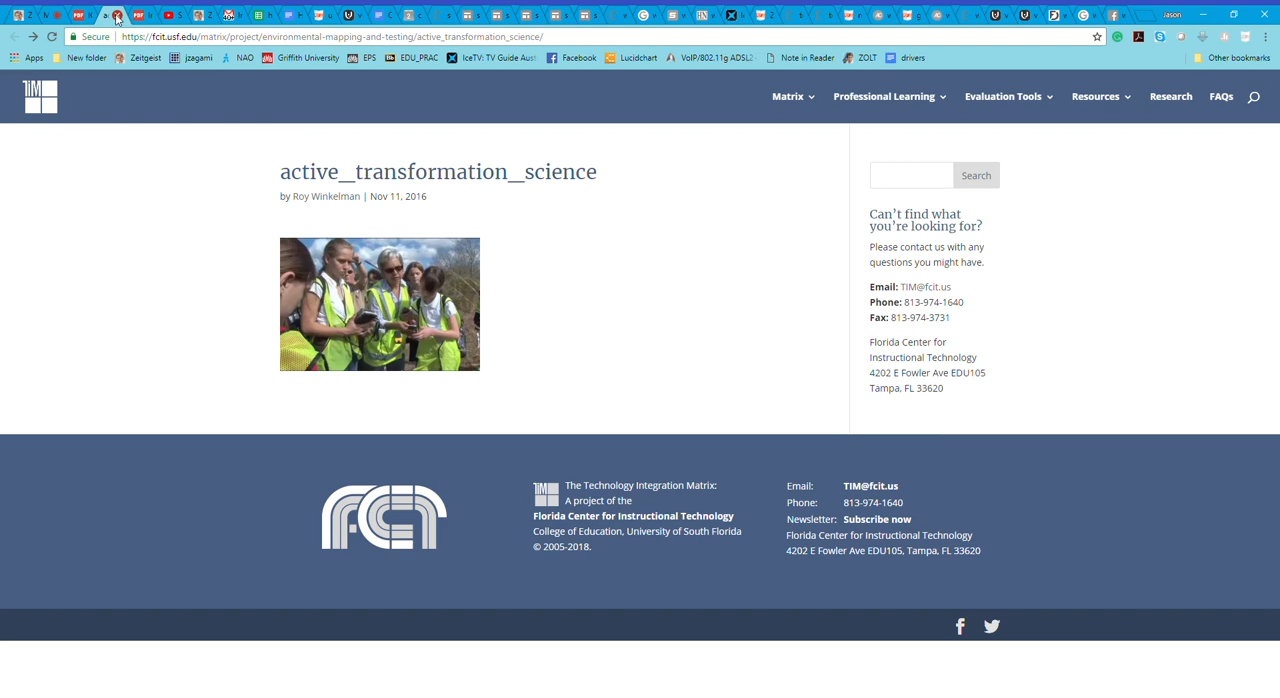 Jason
Secure | https://fcit.usf.edu/matrix/project/environmental-mapping-and-testing/active_transformation_science/
Apps New folder Zeitgeist jzagami NAO Griffith University EPS EDU_PRAC IceTV: TV Guide Aust Facebook Lucidchart VoIP/802.11g ADSL2 Note in Reader ZOLT drivers Other bookmarks
TIM
Matrix Professional Learning Evaluation Tools Resources Research FAQs
active_transformation_science
by Roy Winkelman | Nov 11, 2016
Search
Can't find what
you're looking for?
Please contact us with any
questions you might have.
Email: TIM@fcit.us
Phone: 813-974-1640
Fax: 813-974-3731
Florida Center for
Instructional Technology
4202 E Fowler Ave EDU105
Tampa, FL 33620
TIM
The Technology Integration Matrix:
A project of the
Florida Center for Instructional Technology
College of Education, University of South Florida
© 2005-2018.
Email: TIM@fcit.us
Phone: 813-974-1640
Newsletter: Subscribe now
Florida Center for Instructional Technology
4202 E Fowler Ave EDU105, Tampa, FL 33620